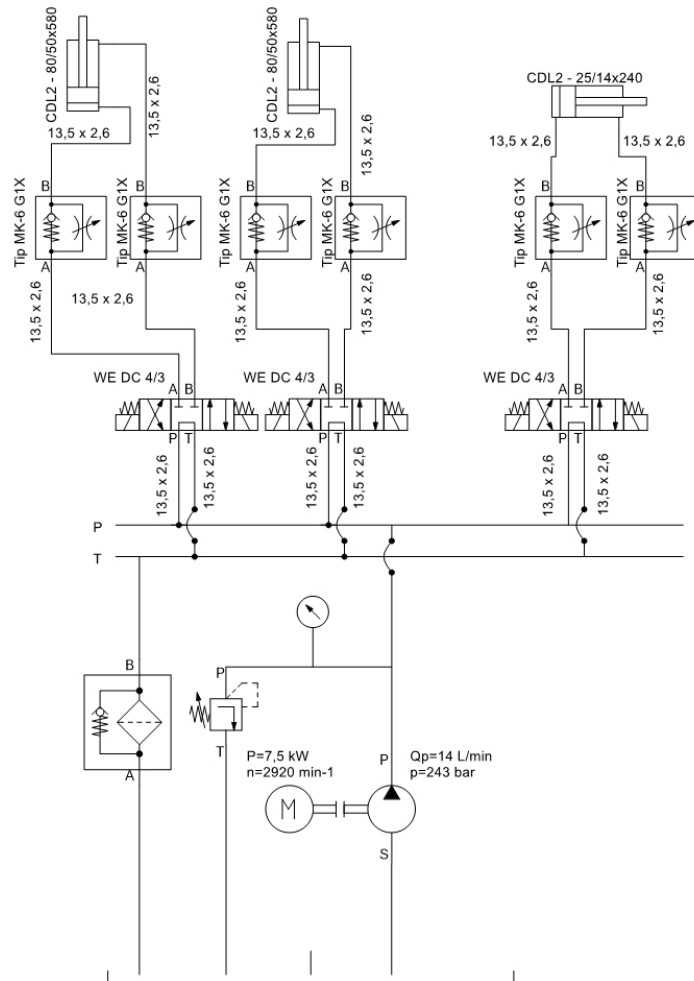 CDL2 - 80/50x580
13,5 x 2,6
13,5 x 2,6
CDL2 - 80/50x580
13,5 x 2,6
13,5 x 2,6
CDL2 - 25/14x240
13,5 x 2,6
13,5 x 2,6
B
B
B
B
B
B
Tip MK-6 G1X
Tip MK-6 G1X
Tip MK-6 G1X
Tip MK-6 G1X
Tip MK-6 G1X
Tip MK-6 G1X
A
A
A
A
A
A
13,5 x 2,6
13,5 x 2,6
13,5 x 2,6
13,5 x 2,6
13,5 x 2,6
13,5 x 2,6
WE DC 4/3
A B
WE DC 4/3
A B
WE DC 4/3
A B
P T
P T
P T
13,5 x 2,6
13,5 x 2,6
13,5 x 2,6
13,5 x 2,6
13,5 x 2,6
13,5 x 2,6
P
T
B
A
P
T
P=7,5 kW
n=2920 min-1
M
P
Qp=14 L/min
p=243 bar
S